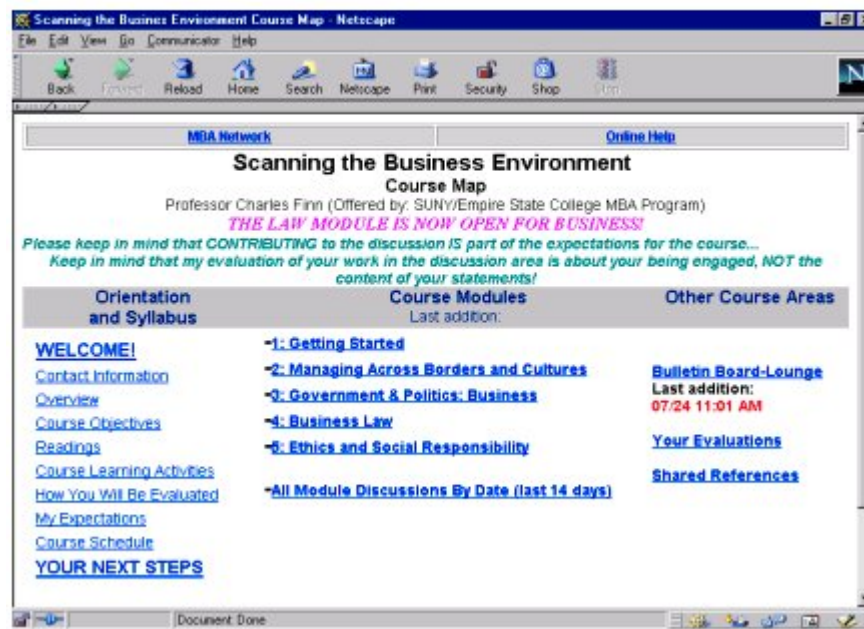 Scanning the Busines Environment Course Map - Netscape
File Edit View Go Communicator Help
Back Forward Reload Home Search Netscape Print Security Shop Stop
MBA Network Online Help
Scanning the Business Environment
Course Map
Professor Charles Finn (Offered by: SUNY/Empire State College MBA Program)
THE LAW MODULE IS NOW OPEN FOR BUSINESS!
Please keep in mind that CONTRIBUTING to the discussion IS part of the expectations for the course...
Keep in mind that my evaluation of your work in the discussion area is about your being engaged, NOT the
content of your statements!
Orientation
and Syllabus
Course Modules
Last addition:
Other Course Areas
WELCOME!
Contact Information
Overview
Course Objectives
Readings
Course Learning Activities
How You Will Be Evaluated
My Expectations
Course Schedule
YOUR NEXT STEPS
1: Getting Started
2: Managing Across Borders and Cultures
3: Government & Politics: Business
4: Business Law
5: Ethics and Social Responsibility
All Module Discussions By Date (last 14 days)
Bulletin Board-Lounge
Last addition:
07/24 11:01 AM
Your Evaluations
Shared References
Document: Done